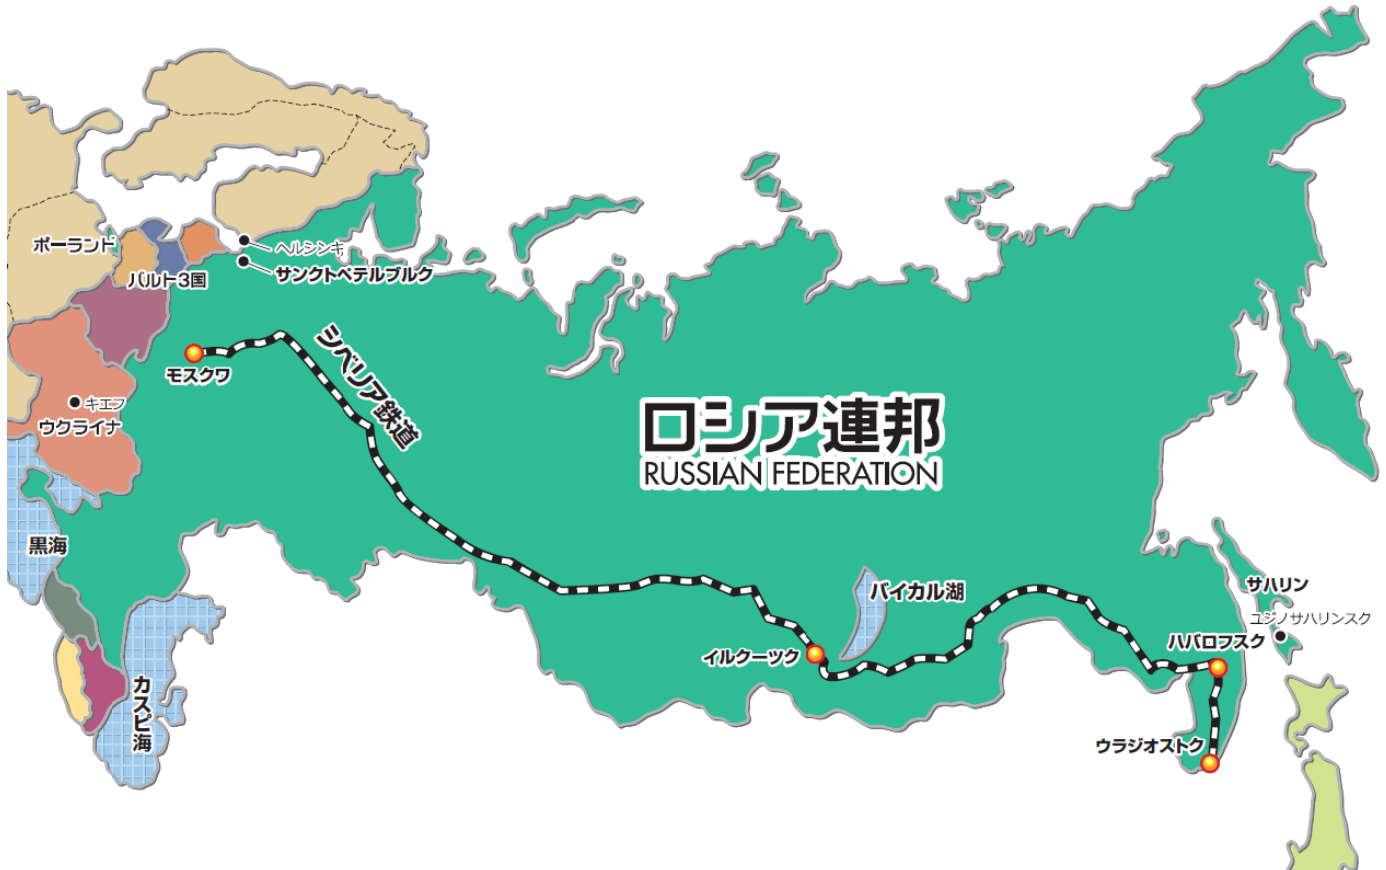 ポーランド
ヘルシンキ
サンクトペテルブルク
バルト3国
シベリア鉄道
モスクワ
キエフ
ウクライナ
ロシア連邦
RUSSIAN FEDERATION
黒海
バイカル湖
サハリン
ユジノサハリンスク
ハバロフスク
イルクーツク
カスピ海
ウラジオストク